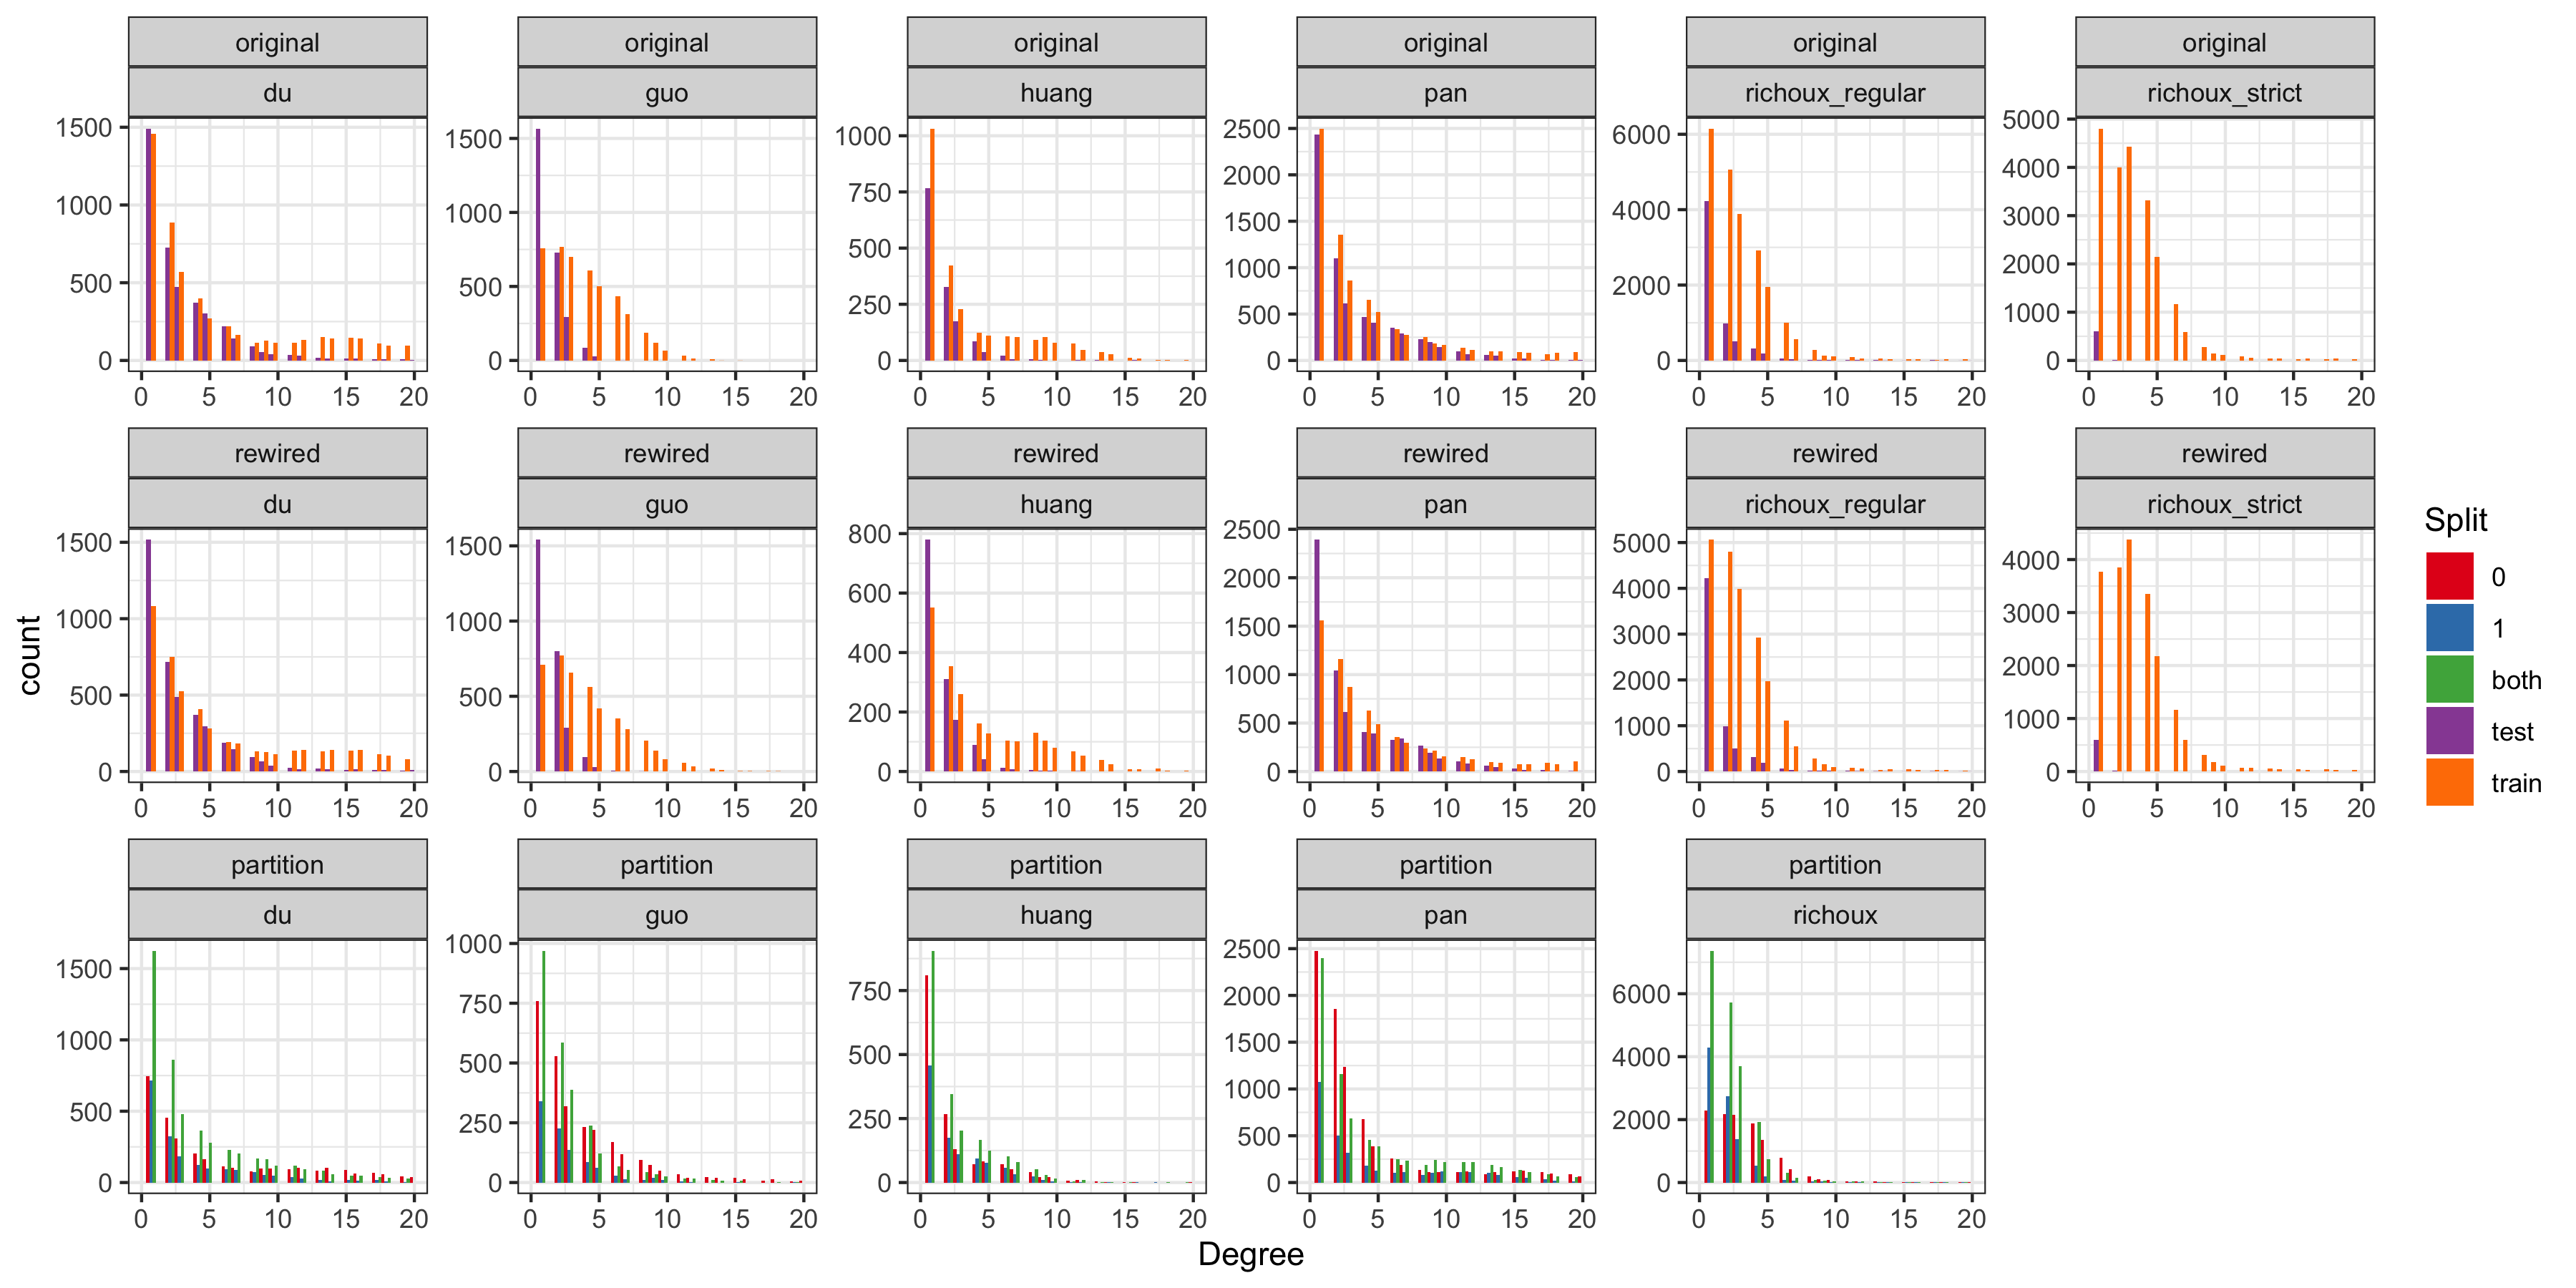 original original original original original original
du guo huang pan richoux_regular richoux_strict
1500 1000 500 0
1500 1000 500 0
1000 750 500 250 0
2500 2000 1500 1000 500 0
6000 4000 2000 0
5000 4000 3000 2000 1000 0
0 5 10 15 20 0 5 10 15 20 0 5 10 15 20 0 5 10 15 20 0 5 10 15 20 0 5 10 15 20
rewired rewired rewired rewired rewired rewired
du guo huang pan richoux_regular richoux_strict
count
1500 1000 500 0
1500 1000 500 0
800 600 400 200 0
2500 2000 1500 1000 500 0
5000 4000 3000 2000 1000 0
4000 3000 2000 1000 0
0 5 10 15 20 0 5 10 15 20 0 5 10 15 20 0 5 10 15 20 0 5 10 15 20 0 5 10 15 20
partition partition partition partition partition
du guo huang pan richoux
1500 1000 500 0
1000 750 500 250 0
750 500 250 0
2500 2000 1500 1000 500 0
6000 4000 2000 0
0 5 10 15 20 0 5 10 15 20 0 5 10 15 20 0 5 10 15 20 0 5 10 15 20
Degree
Split
0
1
both
test
train